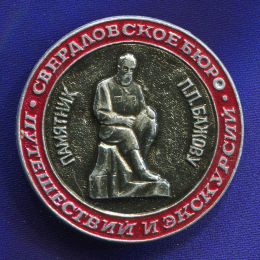 СВЕРДЛОВСКОЕ БЮРО
ПУТЕШЕСТВИЙ И ЭКСКУРСИЙ
ПАМЯТНИК
П.П.БАЖОВУ